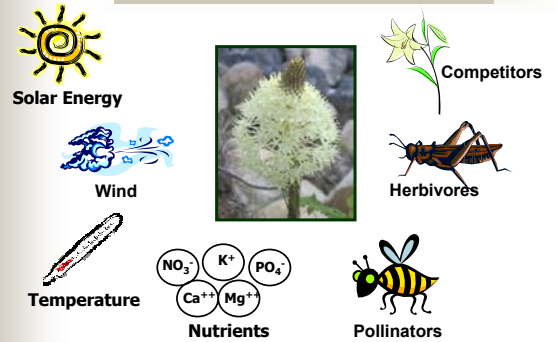 Solar Energy
Competitors
Wind
Herbivores
Temperature
NO₃⁻ K⁺ PO₄⁻
Ca⁺⁺ Mg⁺⁺
Nutrients
Pollinators